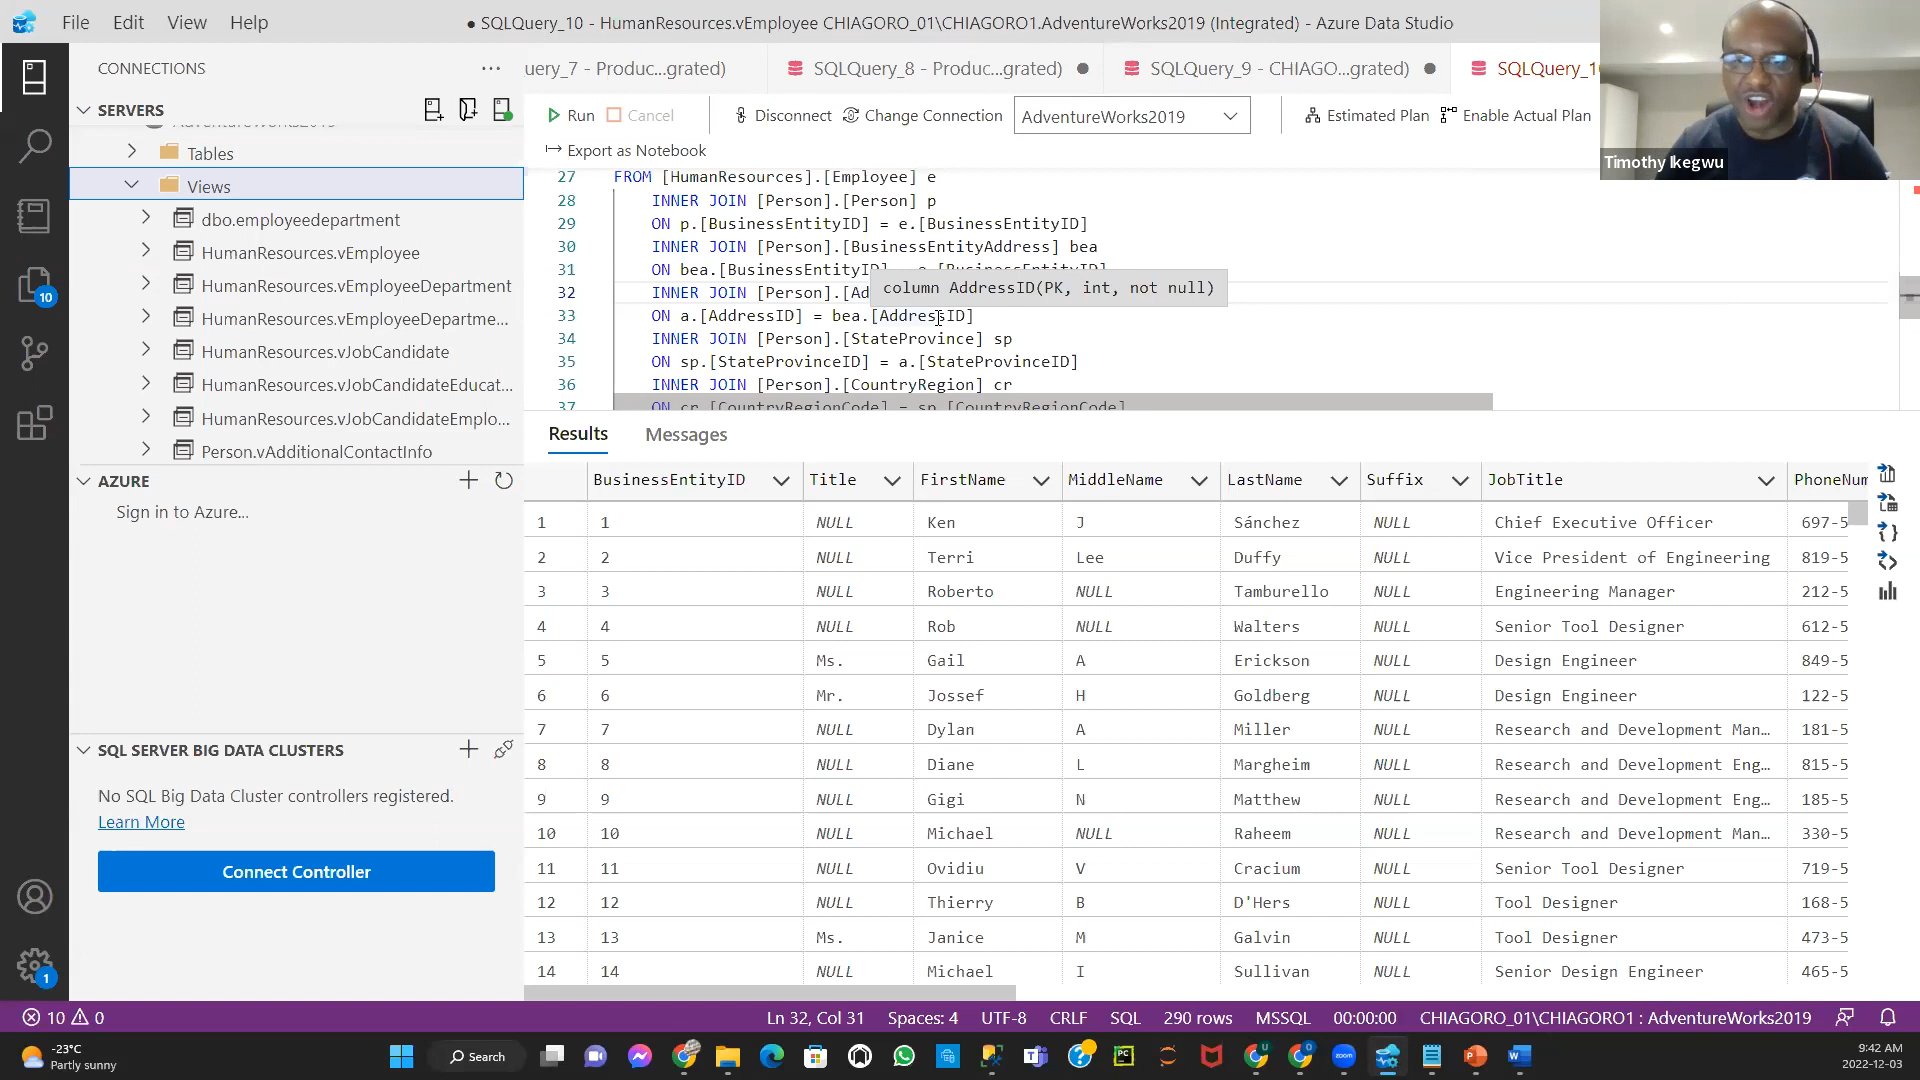 File Edit View Help
● SQLQuery_10 - HumanResources.vEmployee CHIAGORO_01\CHIAGORO1.AdventureWorks2019 (Integrated) - Azure Data Studio
CONNECTIONS
uery_7 - Produc...grated)
SQLQuery_8 - Produc...grated) ●
SQLQuery_9 - CHIAGO...grated) ●
SQLQuery_1
SERVERS
Run Cancel Disconnect Change Connection AdventureWorks2019 Estimated Plan Enable Actual Plan
Export as Notebook
Timothy Ikegwu
AdventureWorks2019
Tables
Views
dbo.employeedepartment
HumanResources.vEmployee
HumanResources.vEmployeeDepartment
HumanResources.vEmployeeDepartme...
HumanResources.vJobCandidate
HumanResources.vJobCandidateEducat...
HumanResources.vJobCandidateEmplo...
Person.vAdditionalContactInfo
27 FROM [HumanResources].[Employee] e
28 INNER JOIN [Person].[Person] p
29 ON p.[BusinessEntityID] = e.[BusinessEntityID]
30 INNER JOIN [Person].[BusinessEntityAddress] bea
31 ON bea.[BusinessEntityID] = e.[BusinessEntityID]
32 INNER JOIN [Person].[Ad
column AddressID(PK, int, not null)
33 ON a.[AddressID] = bea.[AddressID]
34 INNER JOIN [Person].[StateProvince] sp
35 ON sp.[StateProvinceID] = a.[StateProvinceID]
36 INNER JOIN [Person].[CountryRegion] cr
37 ON cr.[CountryRegionCode] = sp.[CountryRegionCode]
10
AZURE
Sign in to Azure...
SQL SERVER BIG DATA CLUSTERS
No SQL Big Data Cluster controllers registered.
Learn More
Connect Controller
1
Results Messages
BusinessEntityID Title FirstName MiddleName LastName Suffix JobTitle PhoneNum
1 1 NULL Ken J Sánchez NULL Chief Executive Officer 697-5
2 2 NULL Terri Lee Duffy NULL Vice President of Engineering 819-5
3 3 NULL Roberto NULL Tamburello NULL Engineering Manager 212-5
4 4 NULL Rob NULL Walters NULL Senior Tool Designer 612-5
5 5 Ms. Gail A Erickson NULL Design Engineer 849-5
6 6 Mr. Jossef H Goldberg NULL Design Engineer 122-5
7 7 NULL Dylan A Miller NULL Research and Development Man… 181-5
8 8 NULL Diane L Margheim NULL Research and Development Eng… 815-5
9 9 NULL Gigi N Matthew NULL Research and Development Eng… 185-5
10 10 NULL Michael NULL Raheem NULL Research and Development Man… 330-5
11 11 NULL Ovidiu V Cracium NULL Senior Tool Designer 719-5
12 12 NULL Thierry B D'Hers NULL Tool Designer 168-5
13 13 Ms. Janice M Galvin NULL Tool Designer 473-5
14 14 NULL Michael I Sullivan NULL Senior Design Engineer 465-5
10 0 Ln 32, Col 31 Spaces: 4 UTF-8 CRLF SQL 290 rows MSSQL 00:00:00 CHIAGORO_01\CHIAGORO1 : AdventureWorks2019
-23°C
Partly sunny
Search
zoom
9:42 AM
2022-12-03